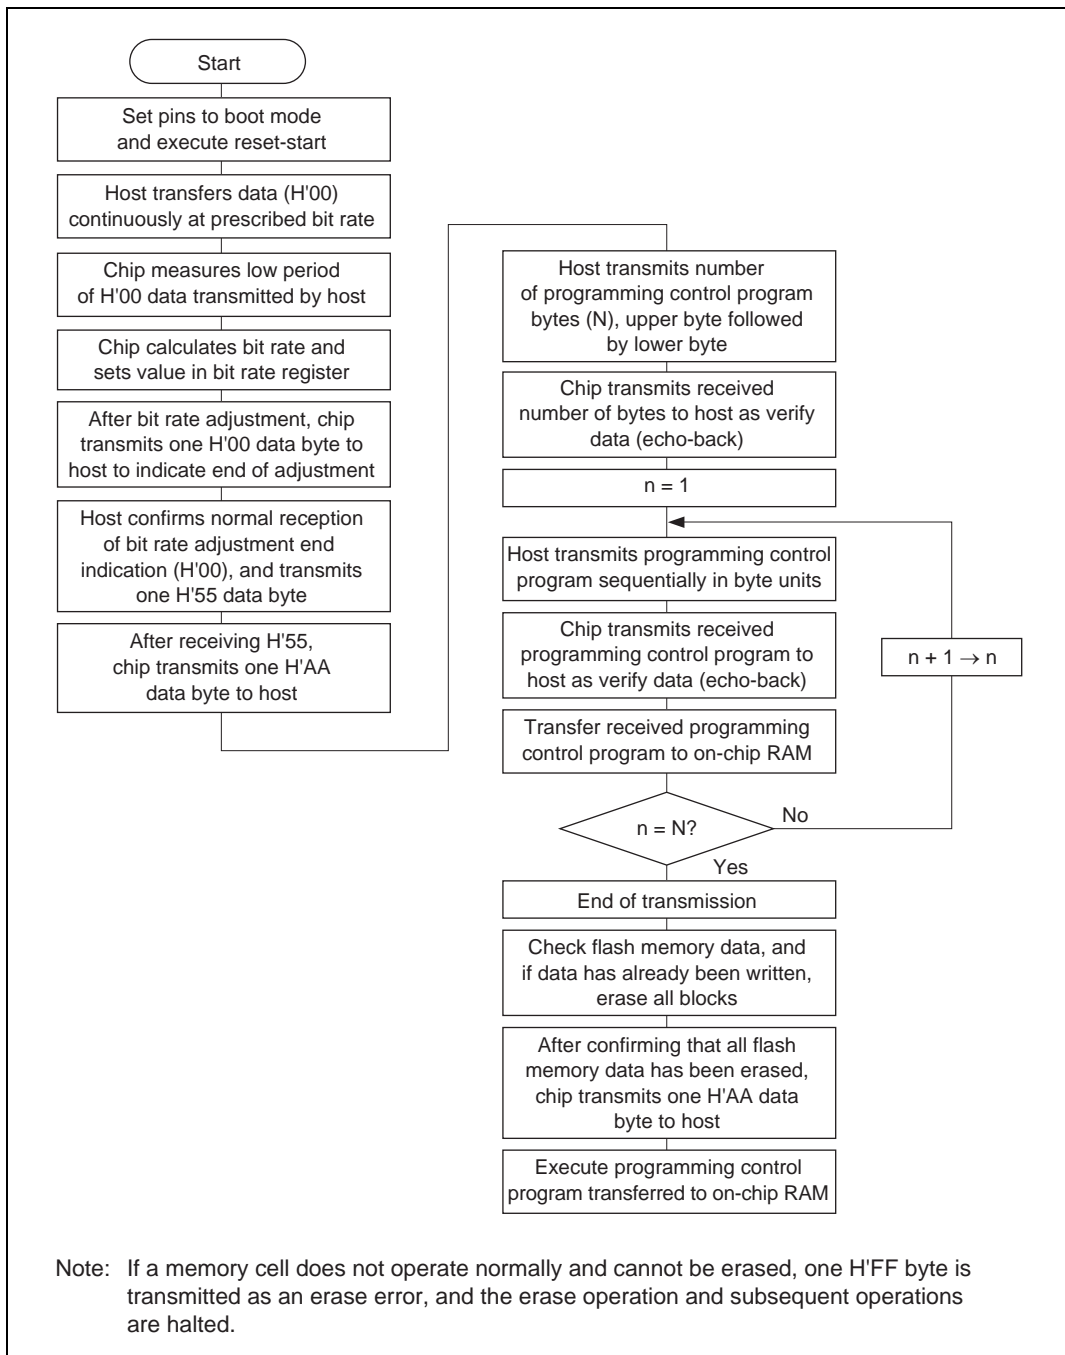 Start
Set pins to boot mode
and execute reset-start
Host transfers data (H'00)
continuously at prescribed bit rate
Chip measures low period
of H'00 data transmitted by host
Chip calculates bit rate and
sets value in bit rate register
After bit rate adjustment, chip
transmits one H'00 data byte to
host to indicate end of adjustment
Host confirms normal reception
of bit rate adjustment end
indication (H'00), and transmits
one H'55 data byte
After receiving H'55,
chip transmits one H'AA
data byte to host
Host transmits number
of programming control program
bytes (N), upper byte followed
by lower byte
Chip transmits received
number of bytes to host as verify
data (echo-back)
n = 1
Host transmits programming control
program sequentially in byte units
Chip transmits received
programming control program to
host as verify data (echo-back)
n + 1 → n
Transfer received programming
control program to on-chip RAM
n = N?
No
Yes
End of transmission
Check flash memory data, and
if data has already been written,
erase all blocks
After confirming that all flash
memory data has been erased,
chip transmits one H'AA data
byte to host
Execute programming control
program transferred to on-chip RAM
Note: If a memory cell does not operate normally and cannot be erased, one H'FF byte is
transmitted as an erase error, and the erase operation and subsequent operations
are halted.